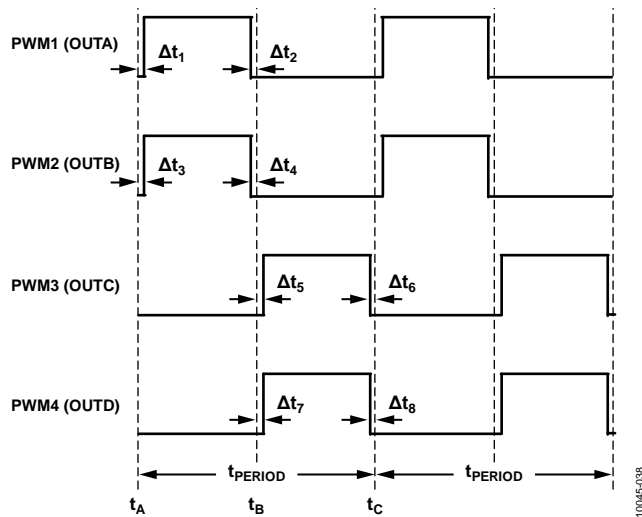 PWM1 (OUTA)
Δt1
Δt2
PWM2 (OUTB)
Δt3
Δt4
PWM3 (OUTC)
Δt5
Δt6
PWM4 (OUTD)
Δt7
Δt8
tPERIOD
tPERIOD
tA
tB
tC
10045-038